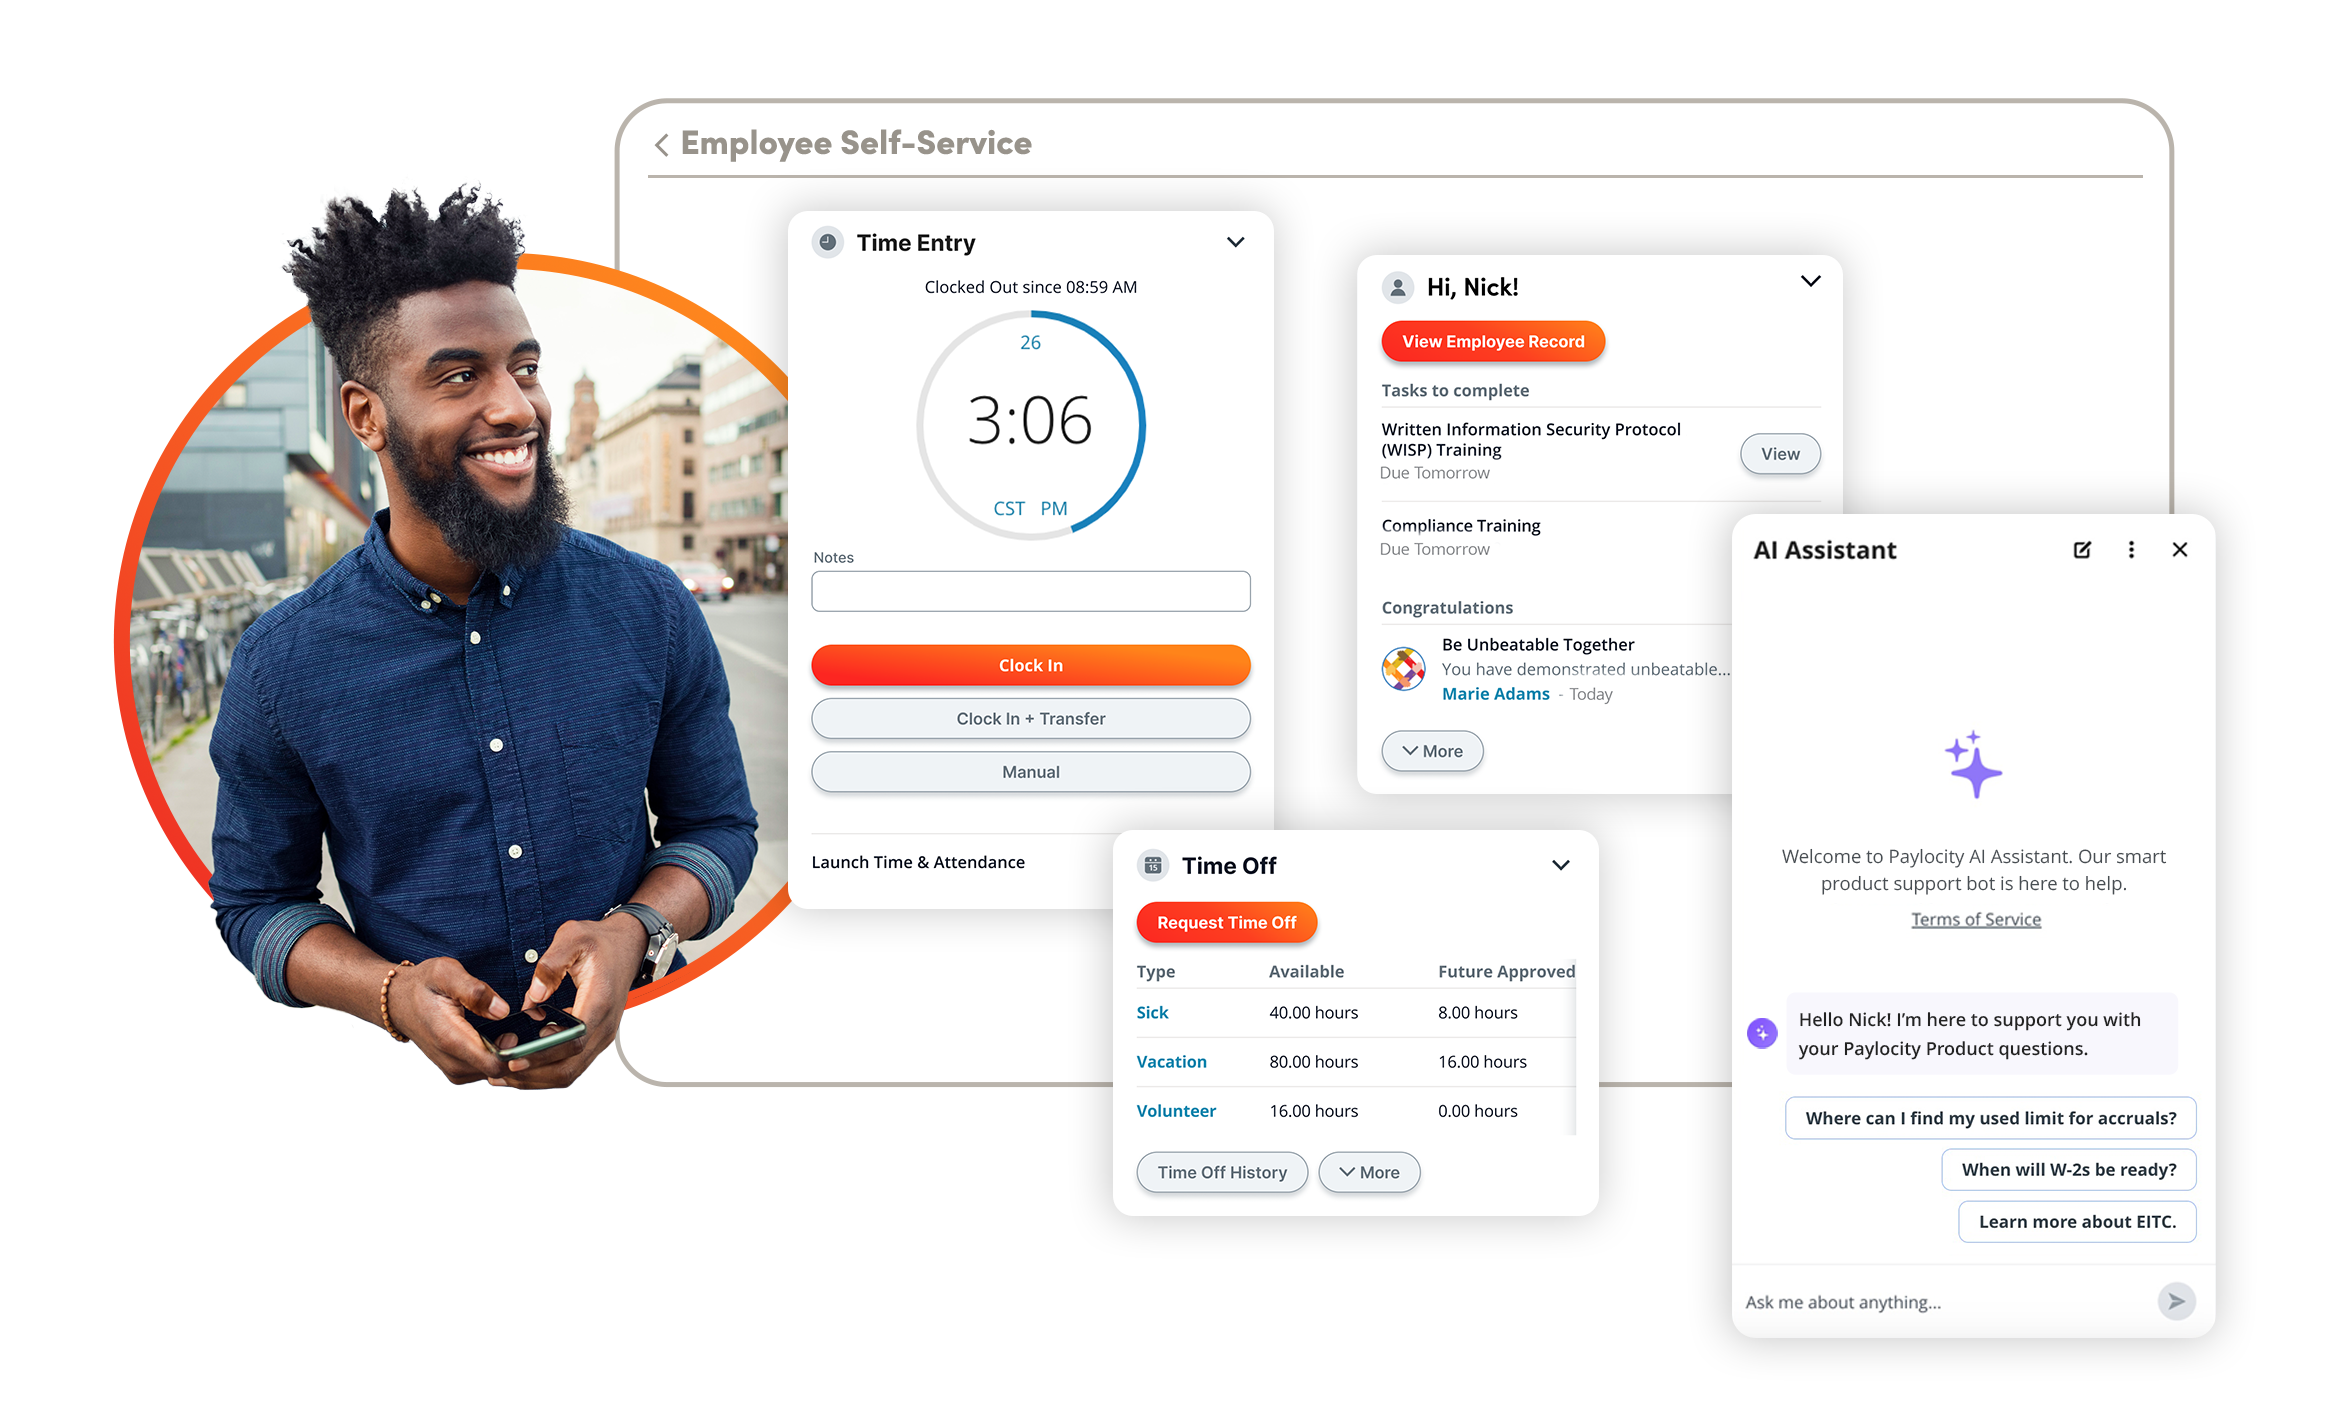 Employee Self-Service
Time Entry
Clocked Out since 08:59 AM
26
3:06
CST PM
Notes
Clock In
Clock In + Transfer
Manual
Launch Time & Attendance
Hi, Nick!
View Employee Record
Tasks to complete
Written Information Security Protocol
(WISP) Training
Due Tomorrow
View
Compliance Training
Due Tomorrow
Congratulations
Be Unbeatable Together
You have demonstrated unbeatable...
Marie Adams - Today
More
Time Off
15
Request Time Off
Type Available Future Approved
Sick 40.00 hours 8.00 hours
Vacation 80.00 hours 16.00 hours
Volunteer 16.00 hours 0.00 hours
Time Off History More
AI Assistant
Welcome to Paylocity AI Assistant. Our smart
product support bot is here to help.
Terms of Service
Hello Nick! I'm here to support you with
your Paylocity Product questions.
Where can I find my used limit for accruals?
When will W-2s be ready?
Learn more about EITC.
Ask me about anything...